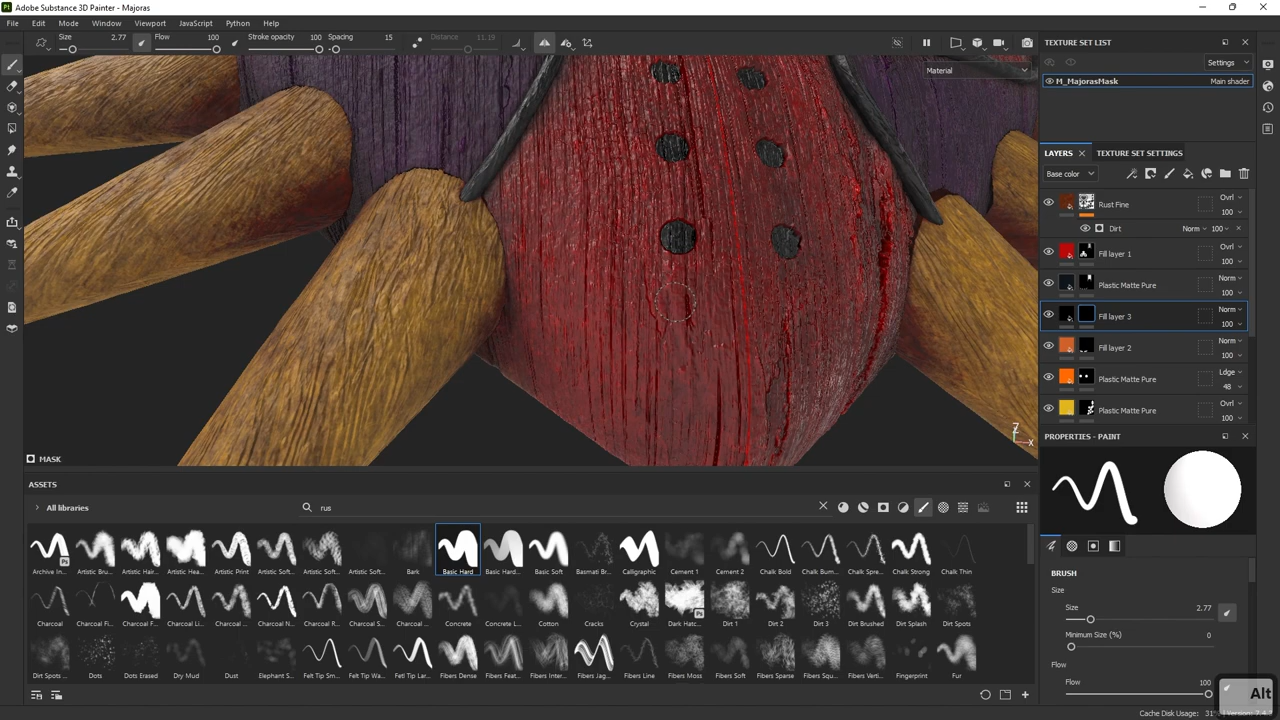 Adobe Substance 3D Painter - Majoras
File Edit Mode Window Viewport JavaScript Python Help
Size 2.77 Flow 100 Stroke opacity 100 Spacing 15 Distance 11.19
Material
TEXTURE SET LIST
Settings
M_MajorasMask Main shader
LAYERS TEXTURE SET SETTINGS
Base color
Rust Fine Ovrl 100
Dirt Norm 100
Fill layer 1 Ovrl 100
Plastic Matte Pure Norm 100
Fill layer 3 Norm 100
Fill layer 2 Norm 100
Plastic Matte Pure Ldge 48
Plastic Matte Pure Ovrl 100
Z
X
MASK
PROPERTIES - PAINT
BRUSH
Size
Size 2.77
Minimum Size (%) 0
Flow
Flow 100
Alt
ASSETS
All libraries rus
Archive In... Artistic Bru... Artistic Hair... Artistic Hea... Artistic Print Artistic Soft... Artistic Soft... Artistic Soft... Bark Basic Hard Basic Hard... Basic Soft Basmati Br... Calligraphic Cement 1 Cement 2 Chalk Bold Chalk Bum... Chalk Spre... Chalk Strong Chalk Thin
Charcoal Charcoal Fi... Charcoal F... Charcoal Li... Charcoal ... Charcoal N... Charcoal R... Charcoal S... Charcoal ... Concrete Concrete L... Cotton Cracks Crystal Dark Hatc... Dirt 1 Dirt 2 Dirt 3 Dirt Brushed Dirt Splash Dirt Spots
Dirt Spots ... Dots Dots Erased Dry Mud Dust Elephant S... Felt Tip Sm... Felt Tip Wa... Felt Tip Lar... Fibers Dense Fibers Feat... Fibers Inter... Fibers Jag... Fibers Line Fibers Moss Fibers Soft Fibers Sparse Fibers Squ... Fibers Verti... Fingerprint Fur
Cache Disk Usage: